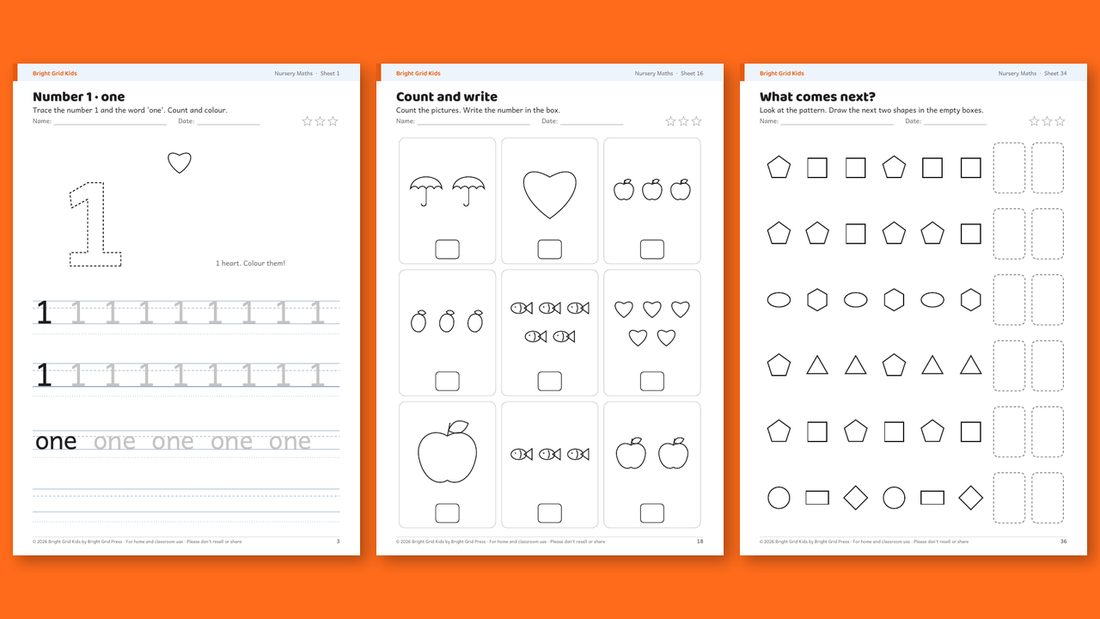 Bright Grid Kids
Nursery Maths · Sheet 1
Number 1 · one
Trace the number 1 and the word 'one'. Count and colour.
Name:
Date:
1
1 heart. Colour them!
1 1 1 1 1 1 1 1 1
1 1 1 1 1 1 1 1 1
one one one one one
© 2026 Bright Grid Kids by Bright Grid Press · For home and classroom use · Please don't resell or share
3
Bright Grid Kids
Nursery Maths · Sheet 16
Count and write
Count the pictures. Write the number in the box.
Name:
Date:
© 2026 Bright Grid Kids by Bright Grid Press · For home and classroom use · Please don't resell or share
18
Bright Grid Kids
Nursery Maths · Sheet 34
What comes next?
Look at the pattern. Draw the next two shapes in the empty boxes.
Name:
Date:
© 2026 Bright Grid Kids by Bright Grid Press · For home and classroom use · Please don't resell or share
36